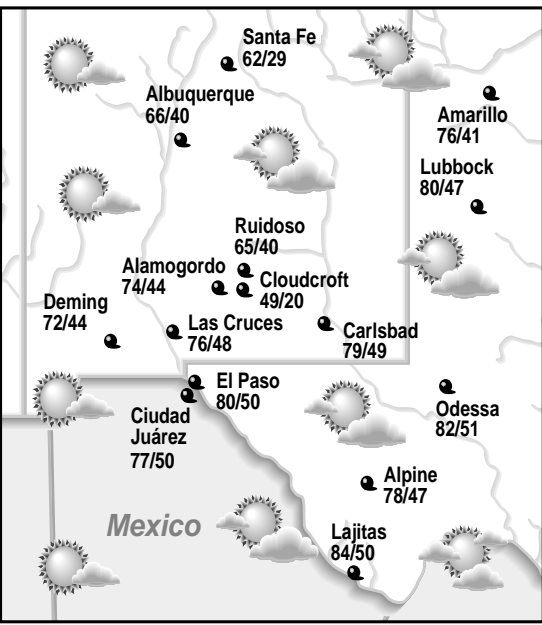 Santa Fe
62/29
Albuquerque
66/40
Amarillo
76/41
Lubbock
80/47
Ruidoso
65/40
Alamogordo
74/44
Cloudcroft
49/20
Deming
72/44
Las Cruces
76/48
Carlsbad
79/49
El Paso
80/50
Ciudad
Juárez
77/50
Odessa
82/51
Alpine
78/47
Mexico
Lajitas
84/50